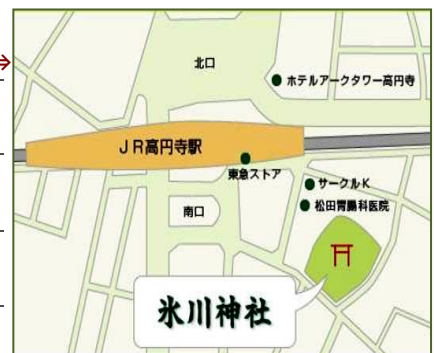 北口
ホテルアークタワー高円寺
JR高円寺駅
東急ストア
サークルK
南口
松田胃腸科医院
氷川神社